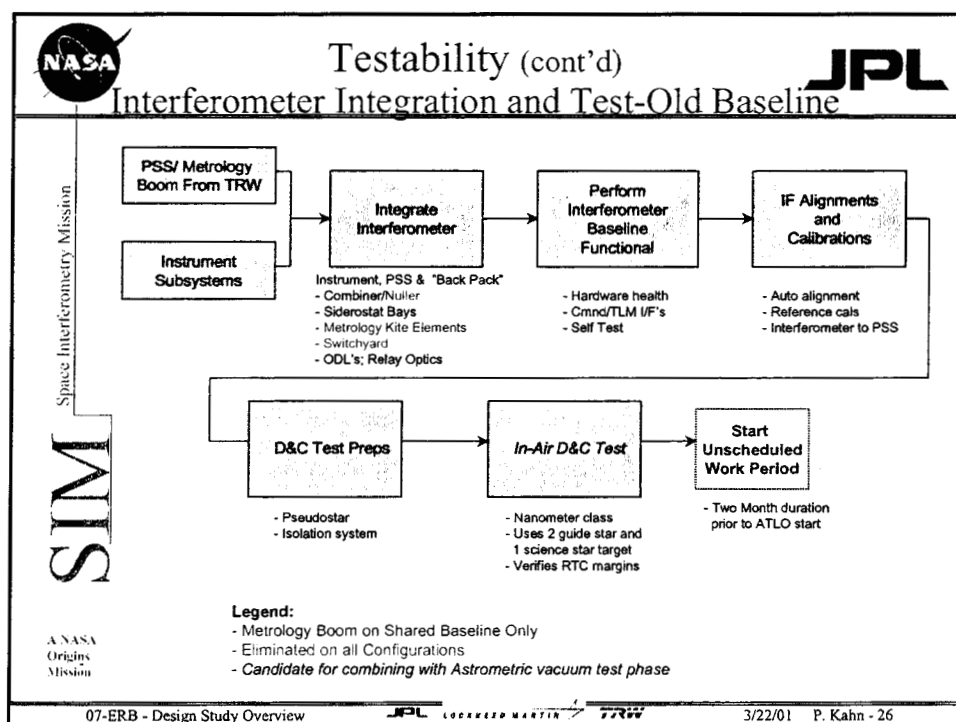 NASA
Testability (cont'd)
JPL
Interferometer Integration and Test-Old Baseline
Space Interferometry Mission
SIM
A NASA
Origins
Mission
PSS/ Metrology
Boom From TRW
Instrument
Subsystems
Integrate
Interferometer
Instrument, PSS & "Back Pack"
- Combiner/Nuller
- Siderostat Bays
- Metrology Kite Elements
- Switchyard
- ODL's; Relay Optics
Perform
Interferometer
Baseline
Functional
- Hardware health
- Cmnd/TLM I/F's
- Self Test
IF Alignments
and
Calibrations
- Auto alignment
- Reference cals
- Interferometer to PSS
D&C Test Preps
- Pseudostar
- Isolation system
In-Air D&C Test
- Nanometer class
- Uses 2 guide star and
1 science star target
- Verifies RTC margins
Start
Unscheduled
Work Period
- Two Month duration
prior to ATLO start
Legend:
- Metrology Boom on Shared Baseline Only
- Eliminated on all Configurations
- Candidate for combining with Astrometric vacuum test phase
07-ERB - Design Study Overview
JPL LOCKHEED MARTIN TRW
3/22/01 P. Kahn - 26